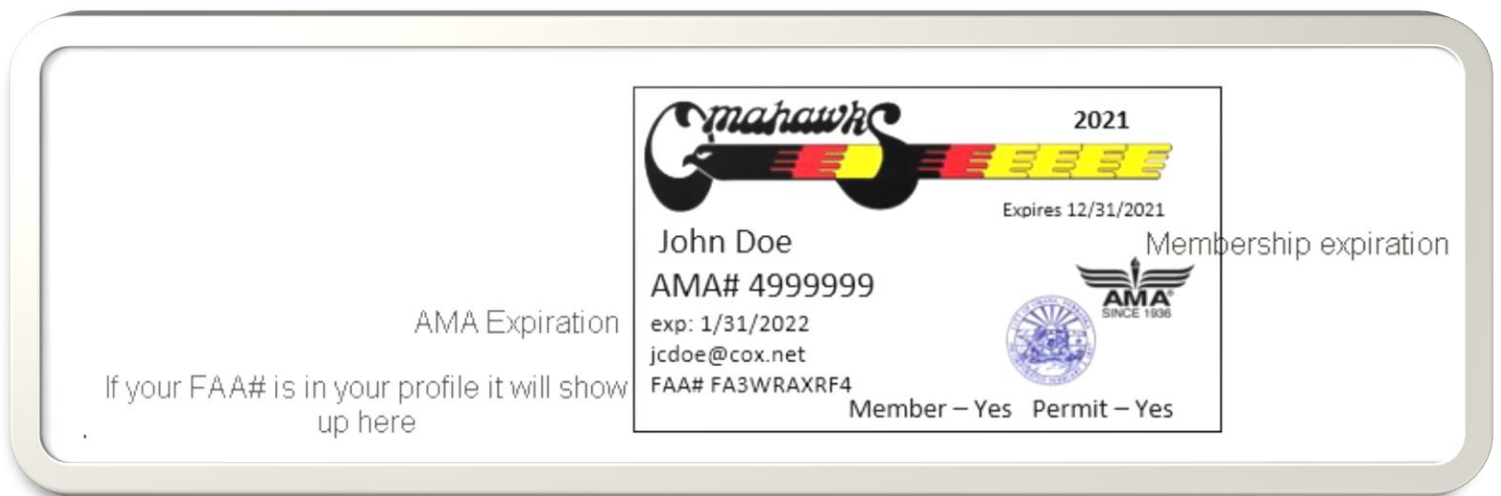 Omahawks
2021
Expires 12/31/2021
John Doe
Membership expiration
AMA# 4999999
AMA
SINCE 1936
AMA Expiration
exp: 1/31/2022
jcdoe@cox.net
If your FAA# is in your profile it will show
up here
FAA# FA3WRAXRF4
Member – Yes Permit – Yes